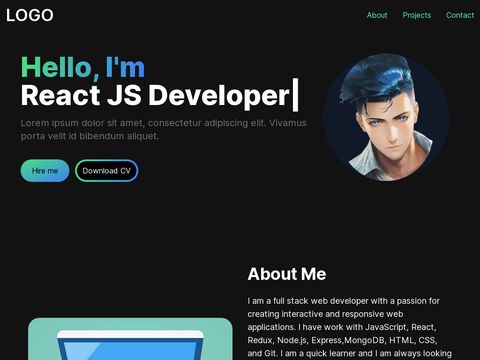 LOGO
About
Projects
Contact
Hello, I'm
React JS Developer|
Lorem ipsum dolor sit amet, consectetur adipiscing elit. Vivamus
porta velit id bibendum aliquet.
Hire me
Download CV
About Me
I am a full stack web developer with a passion for
creating interactive and responsive web
applications. I have work with JavaScript, React,
Redux, Node.js, Express,MongoDB, HTML, CSS,
and Git. I am a quick learner and I am always looking